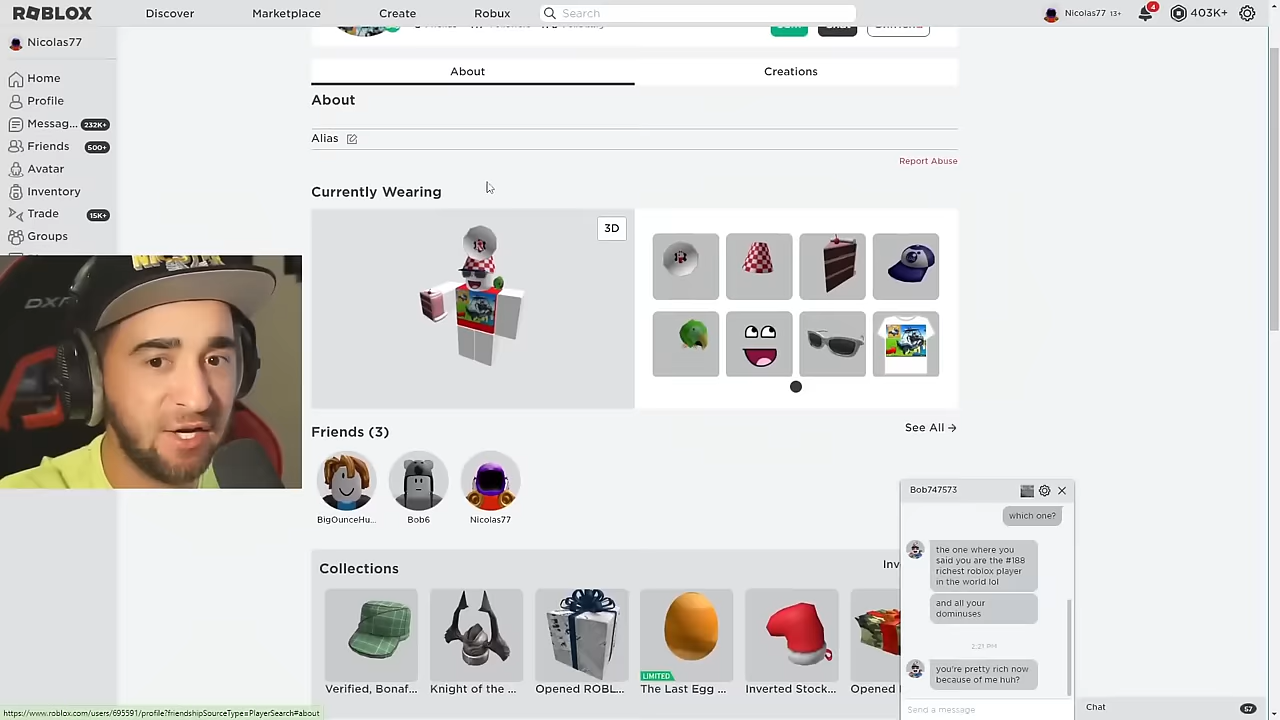 ROBLOX
Discover
Marketplace
Create
Robux
Search
Nicolas77 13+
4
403K+
Nicolas77
Home
Profile
Messag... 232K+
Friends 500+
Avatar
Inventory
Trade 15K+
Groups
About
Creations
About
Alias
Report Abuse
Currently Wearing
3D
Friends (3)
See All →
BigOunceHu...
Bob6
Nicolas77
Collections
Inv
LIMITED
Verified, Bonaf...
Knight of the ...
Opened ROBL...
The Last Egg ...
Inverted Stock...
Opened
Bob747573
which one?
the one where you
said you are the #188
richest roblox player
in the world lol
and all your
dominuses
2:21 PM
you're pretty rich now
because of me huh?
Send a message
Chat
57
https://www.roblox.com/users/695591/profile?friendshipSourceType=PlayerSearch#about
DXR